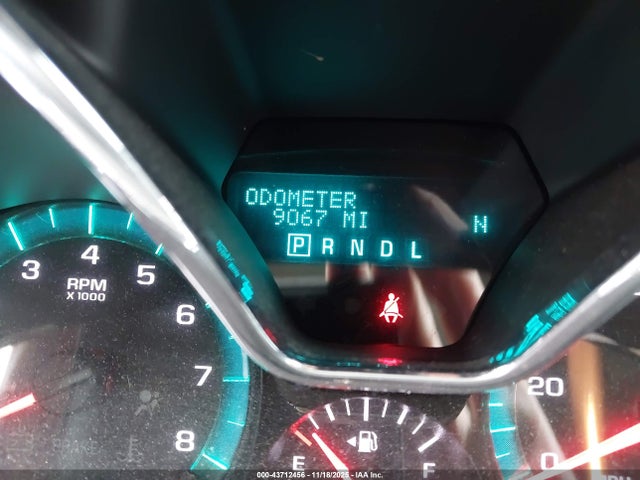 ODOMETER
9067 MI
N
P R N D L
3 4 5 6 7 8
RPM
X 1000
20
0
E F
000-43712456 - 11/18/2025 - IAA Inc.